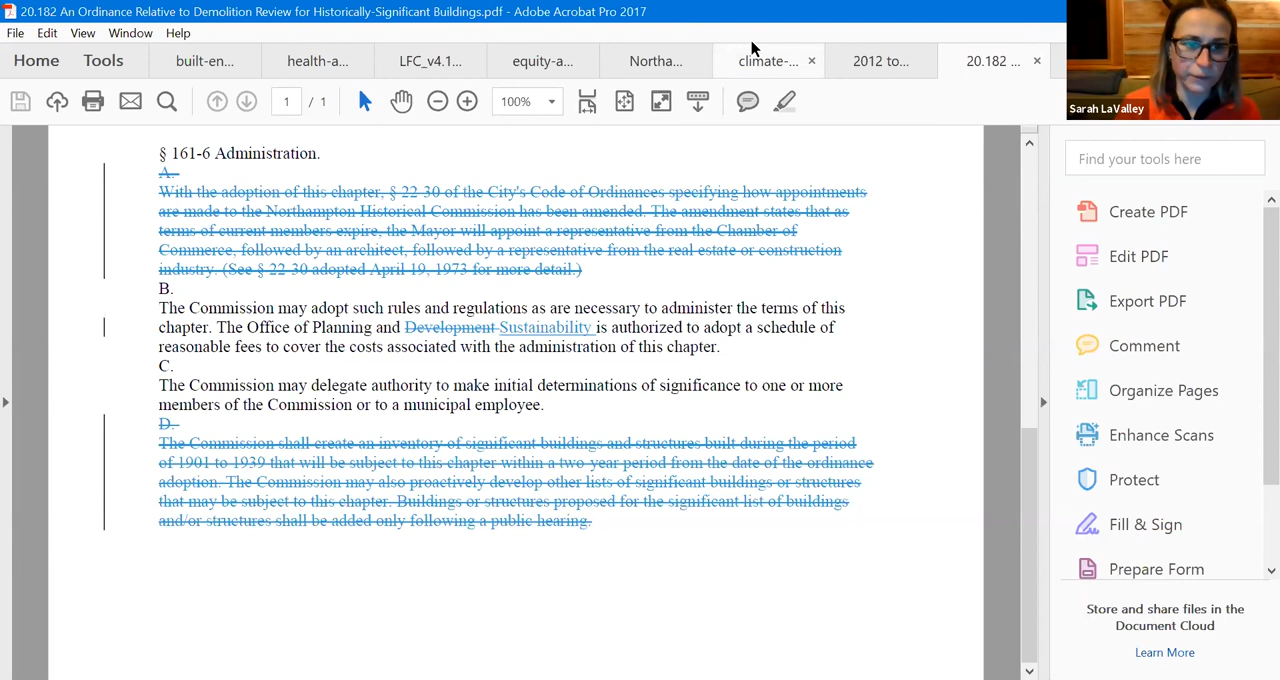 20.182 An Ordinance Relative to Demolition Review for Historically-Significant Buildings.pdf - Adobe Acrobat Pro 2017
File Edit View Window Help
Home Tools built-en... health-a... LFC_v4.1... equity-a... Northa... climate-... × 2012 to... 20.182 ... ×
1 / 1 100%
Sarah LaValley
§ 161-6 Administration.
A.
With the adoption of this chapter, § 22-30 of the City's Code of Ordinances specifying how appointments
are made to the Northampton Historical Commission has been amended. The amendment states that as
terms of current members expire, the Mayor will appoint a representative from the Chamber of
Commerce, followed by an architect, followed by a representative from the real estate or construction
industry. (See § 22-30 adopted April 19, 1973 for more detail.)
B.
The Commission may adopt such rules and regulations as are necessary to administer the terms of this
chapter. The Office of Planning and Development Sustainability is authorized to adopt a schedule of
reasonable fees to cover the costs associated with the administration of this chapter.
C.
The Commission may delegate authority to make initial determinations of significance to one or more
members of the Commission or to a municipal employee.
D.
The Commission shall create an inventory of significant buildings and structures built during the period
of 1901 to 1939 that will be subject to this chapter within a two-year period from the date of the ordinance
adoption. The Commission may also proactively develop other lists of significant buildings or structures
that may be subject to this chapter. Buildings or structures proposed for the significant list of buildings
and/or structures shall be added only following a public hearing.
Find your tools here
Create PDF
Edit PDF
Export PDF
Comment
Organize Pages
Enhance Scans
Protect
Fill & Sign
Prepare Form
Store and share files in the
Document Cloud
Learn More